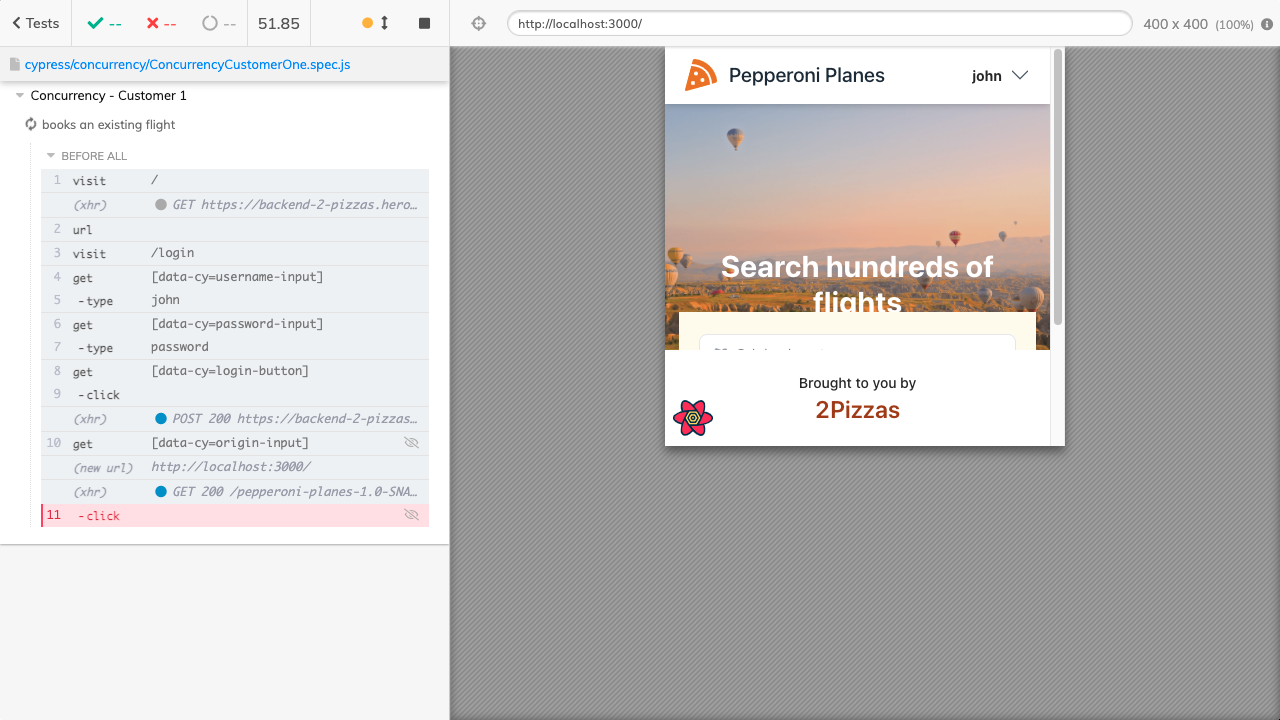 Tests
--
--
--
51.85
http://localhost:3000/
400 x 400 (100%)
cypress/concurrency/ConcurrencyCustomerOne.spec.js
Concurrency - Customer 1
books an existing flight
BEFORE ALL
1 visit /
(xhr) GET https://backend-2-pizzas.hero…
2 url
3 visit /login
4 get [data-cy=username-input]
5 -type john
6 get [data-cy=password-input]
7 -type password
8 get [data-cy=login-button]
9 -click
(xhr) POST 200 https://backend-2-pizzas…
10 get [data-cy=origin-input]
(new url) http://localhost:3000/
(xhr) GET 200 /pepperoni-planes-1.0-SNA…
11 -click
Pepperoni Planes
john
Search hundreds of
flights
Brought to you by
2Pizzas